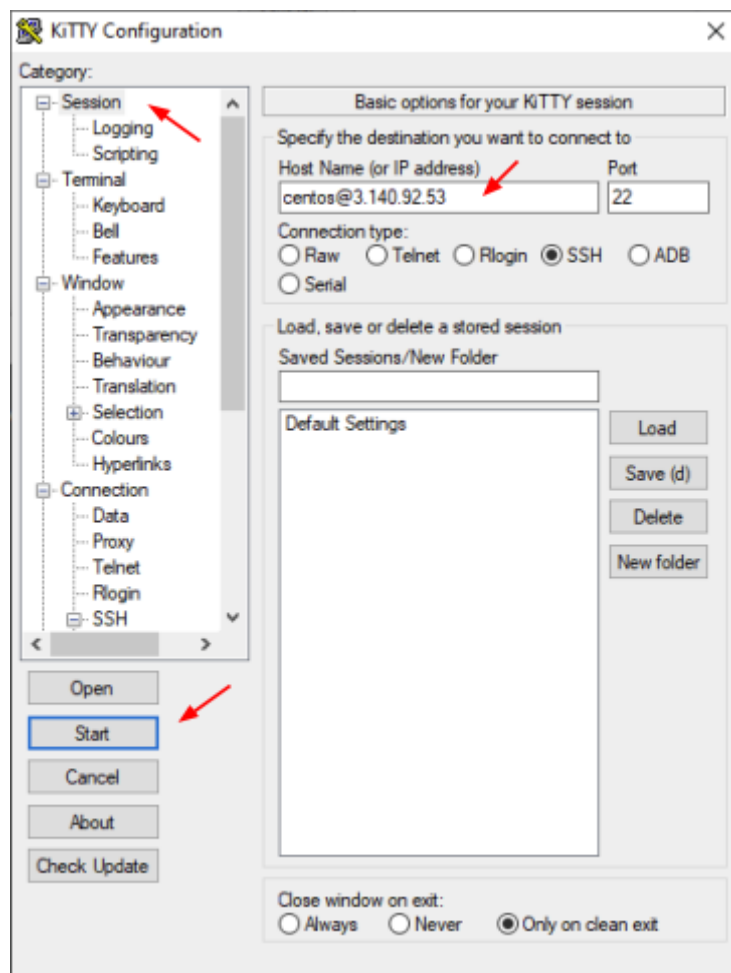 KiTTY Configuration
Category:
Session
Logging
Scripting
Terminal
Keyboard
Bell
Features
Window
Appearance
Transparency
Behaviour
Translation
Selection
Colours
Hyperlinks
Connection
Data
Proxy
Telnet
Rlogin
SSH
Open
Start
Cancel
About
Check Update
Basic options for your KiTTY session
Specify the destination you want to connect to
Host Name (or IP address) Port
centos@3.140.92.53 22
Connection type:
Raw Telnet Rlogin SSH ADB
Serial
Load, save or delete a stored session
Saved Sessions/New Folder
Default Settings
Load
Save (d)
Delete
New folder
Close window on exit:
Always Never Only on clean exit